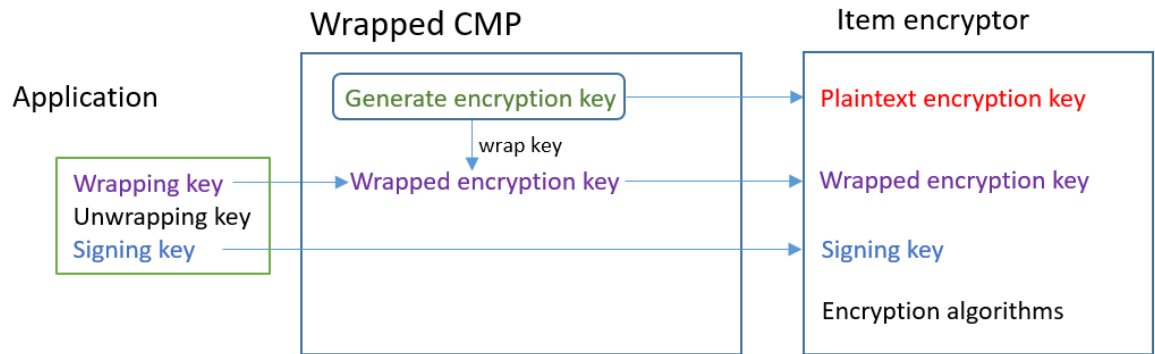 Wrapped CMP
Item encryptor
Application
Generate encryption key
Plaintext encryption key
wrap key
Wrapping key
Wrapped encryption key
Wrapped encryption key
Unwrapping key
Signing key
Signing key
Encryption algorithms